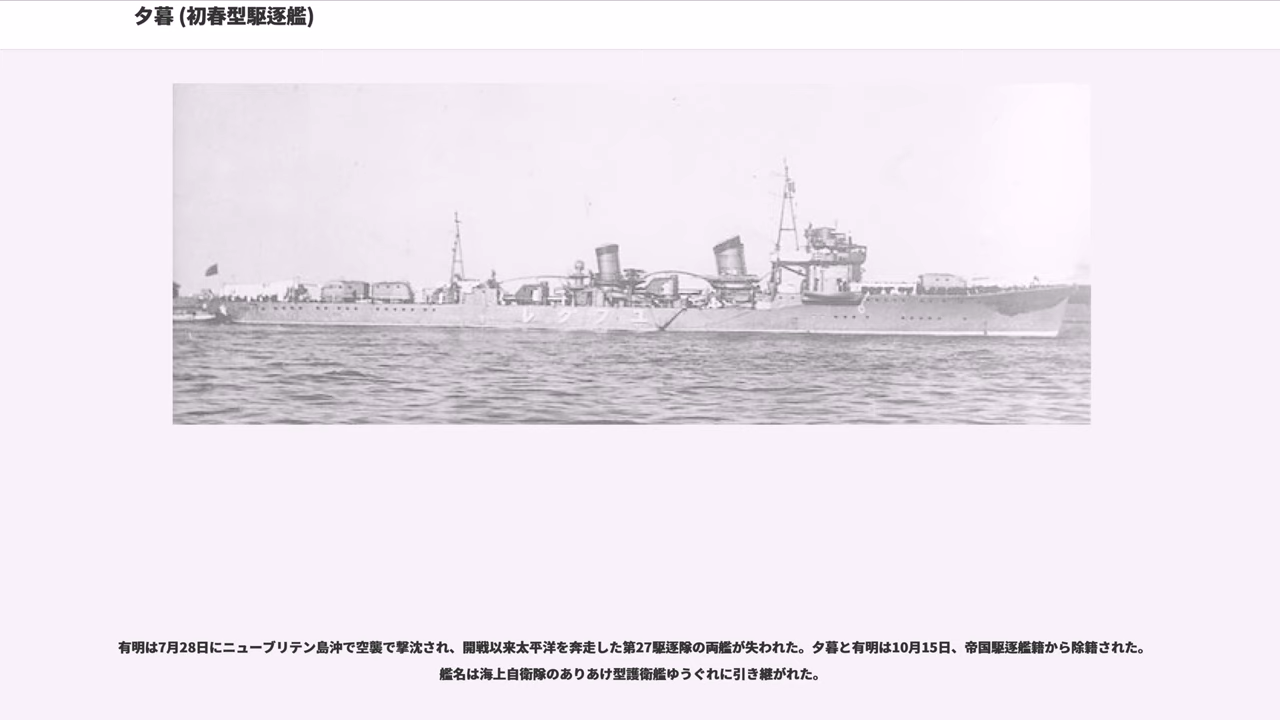 夕暮 (初春型駆逐艦)
レグフユ
有明は7月28日にニューブリテン島沖で空襲で撃沈され、開戦以来太平洋を奔走した第27駆逐隊の両艦が失われた。夕暮と有明は10月15日、帝国駆逐艦籍から除籍された。
艦名は海上自衛隊のありあけ型護衛艦ゆうぐれに引き継がれた。